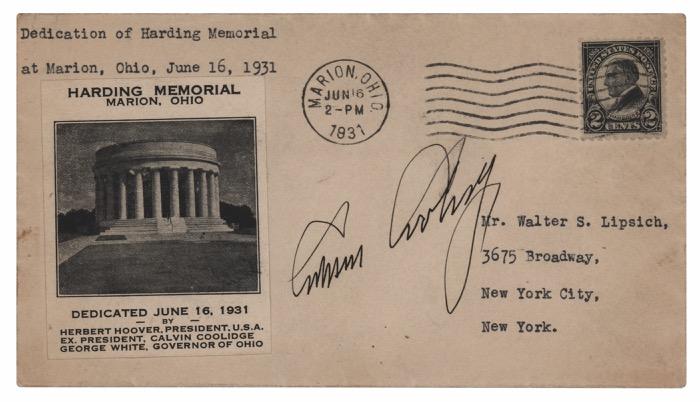 Dedication of Harding Memorial
at Marion, Ohio, June 16, 1931
HARDING MEMORIAL
MARION, OHIO
DEDICATED JUNE 16, 1931
— BY —
HERBERT HOOVER, PRESIDENT, U.S.A.
EX. PRESIDENT, CALVIN COOLIDGE
GEORGE WHITE, GOVERNOR OF OHIO
MARION, OHIO.
JUN 16
2-PM
1931
UNITED STATES POSTAGE
2 CENTS 2
Calvin Coolidge
Mr. Walter S. Lipsich,
3675 Broadway,
New York City,
New York.